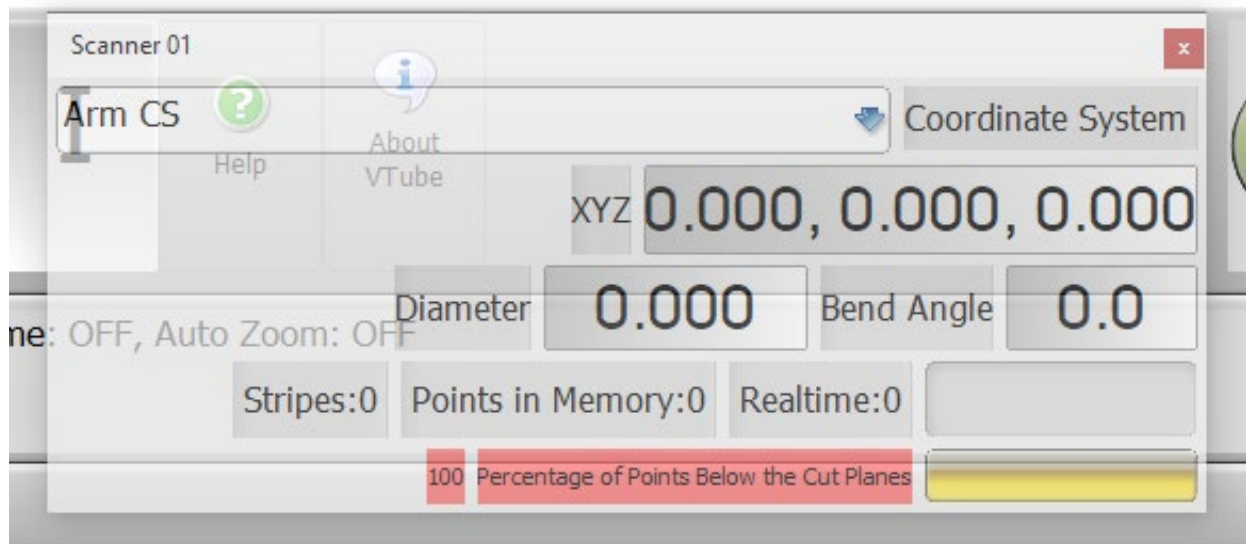 Scanner 01
x
Arm CS
Coordinate System
Help
About
VTube
XYZ 0.000, 0.000, 0.000
Diameter 0.000 Bend Angle 0.0
me: OFF, Auto Zoom: OFF
Stripes:0 Points in Memory:0 Realtime:0
100 Percentage of Points Below the Cut Planes